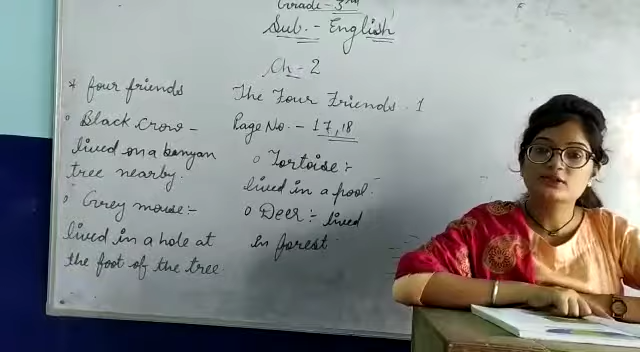 Grade - 3rd
Sub. - English
Ch - 2
The Four Friends . 1
Page No. - 17, 18
* four friends
Black Crow -
lived on a banyan
tree nearby.
Grey mouse :-
lived in a hole at
the foot of the tree
Tortoise :-
lived in a pool.
Deer :- lived
in forest.